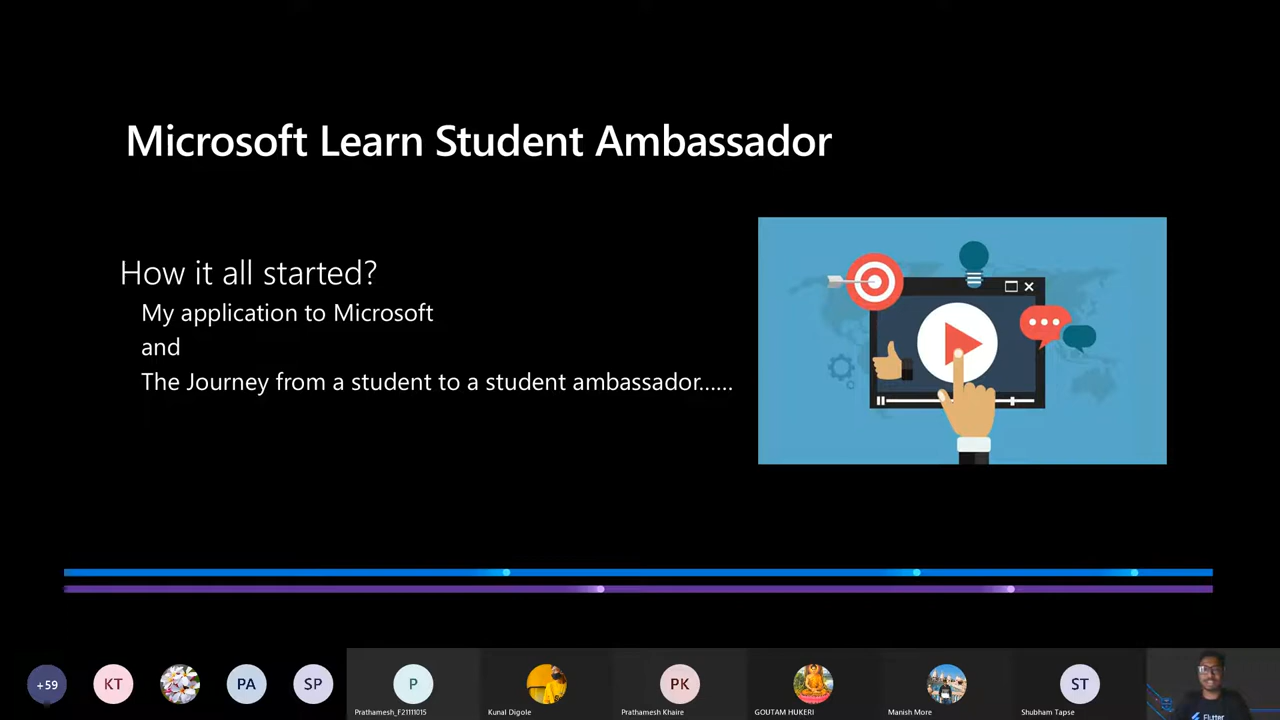 Microsoft Learn Student Ambassador
How it all started?
My application to Microsoft
and
The Journey from a student to a student ambassador......
+59
KT
PA
SP
P
PK
ST
Prathamesh_F21111015
Kunal Digole
Prathamesh Khaire
GOUTAM HUKERI
Manish More
Shubham Tapse
Flutter